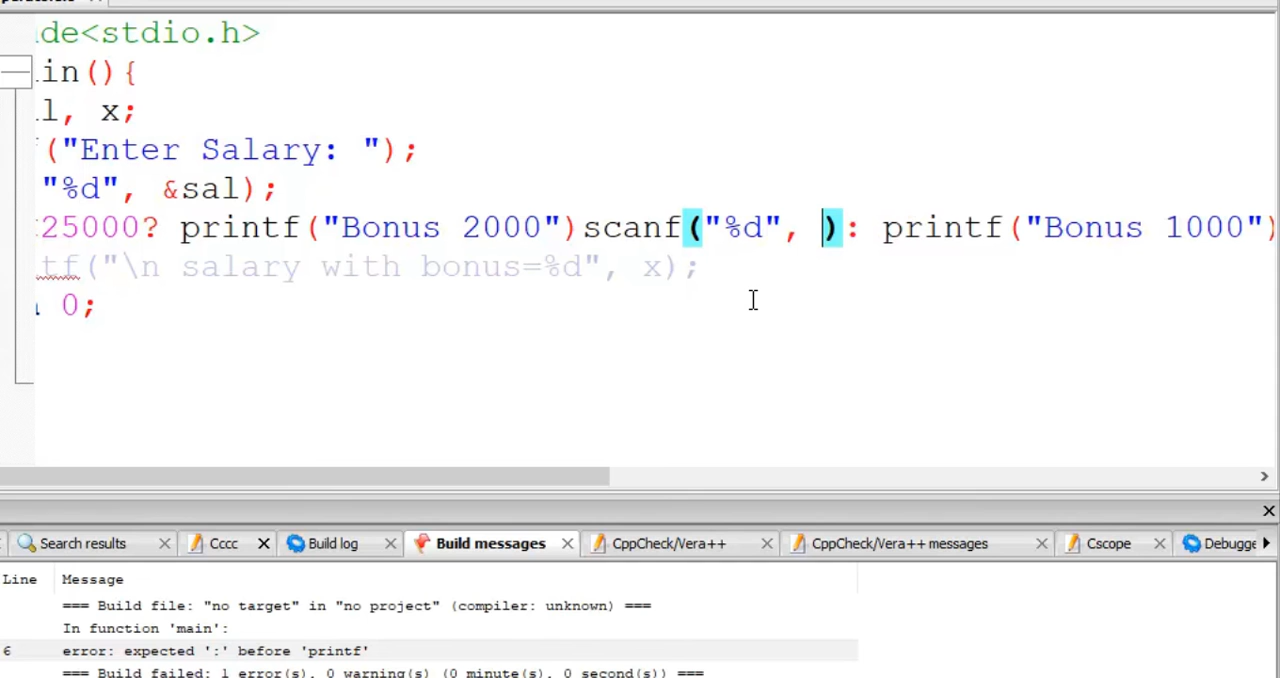 de<stdio.h>
in(){
l, x;
("Enter Salary: ");
"%d", &sal);
25000? printf("Bonus 2000")scanf("%d", ): printf("Bonus 1000")
tf("\n salary with bonus=%d", x);
0;
Search results Cccc Build log Build messages CppCheck/Vera++ CppCheck/Vera++ messages Cscope Debugge
Line Message
=== Build file: "no target" in "no project" (compiler: unknown) ===
In function 'main':
6 error: expected ':' before 'printf'
=== Build failed: 1 error(s), 0 warning(s) (0 minute(s), 0 second(s)) ===